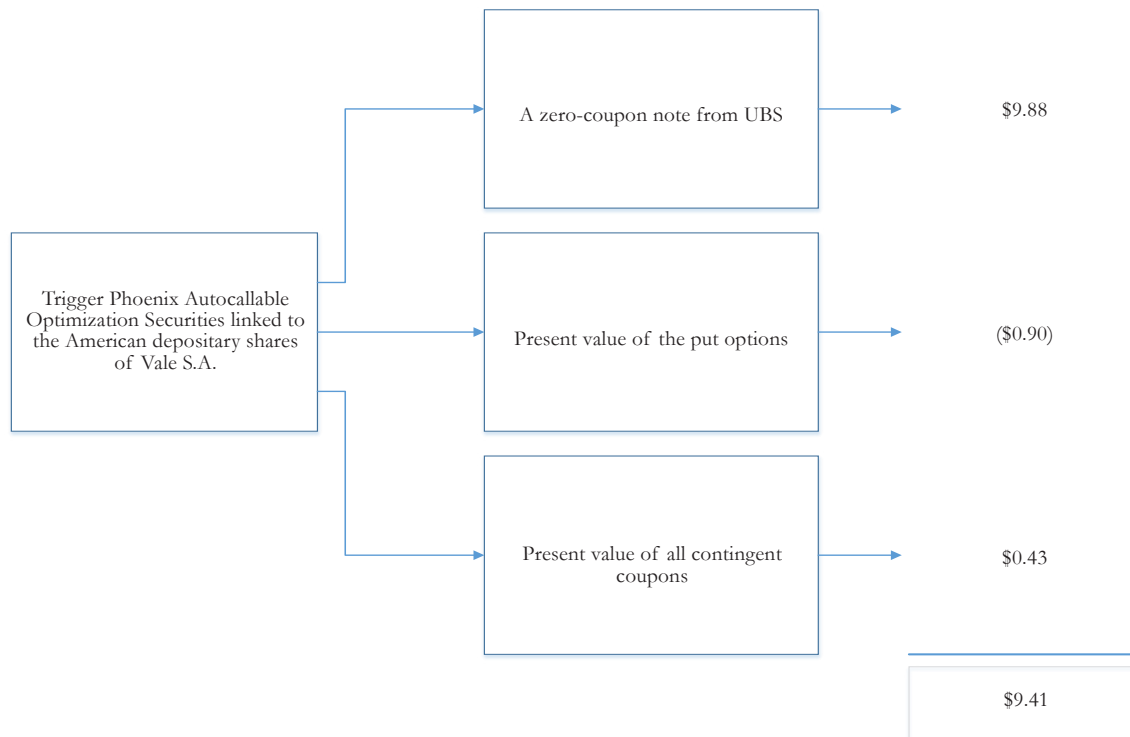 A zero-coupon note from UBS
$9.88
Trigger Phoenix Autocallable
Optimization Securities linked to
the American depositary shares
of Vale S.A.
Present value of the put options
($0.90)
Present value of all contingent
coupons
$0.43
$9.41